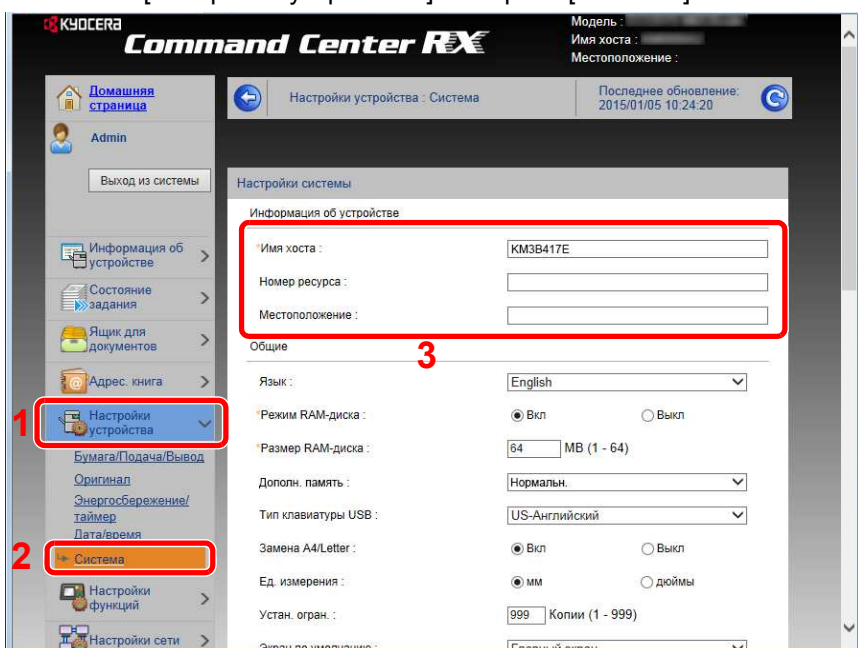 KYOCERA
Command Center RX
Модель :
Имя хоста :
Местоположение :
Домашняя
страница
Настройки устройства : Система
Последнее обновление:
2015/01/05 10:24:20
Admin
Выход из системы
Настройки системы
Информация об устройстве
*Имя хоста :
KM3B417E
Номер ресурса :
Местоположение :
3
Общие
Информация об
устройстве
Состояние
задания
Ящик для
документов
Адрес. книга
1
Настройки
устройства
Бумага/Подача/Вывод
Оригинал
Энергосбережение/
таймер
Дата/время
2
Система
Настройки
функций
Настройки сети
Язык :
English
*Режим RAM-диска :
Вкл
Выкл
*Размер RAM-диска :
64
MB (1 - 64)
Дополн. память :
Нормальн.
Тип клавиатуры USB :
US-Английский
Замена A4/Letter :
Вкл
Выкл
Ед. измерения :
мм
дюймы
Устан. огран. :
999
Копии (1 - 999)
Экран по умолчанию :
Главный экран